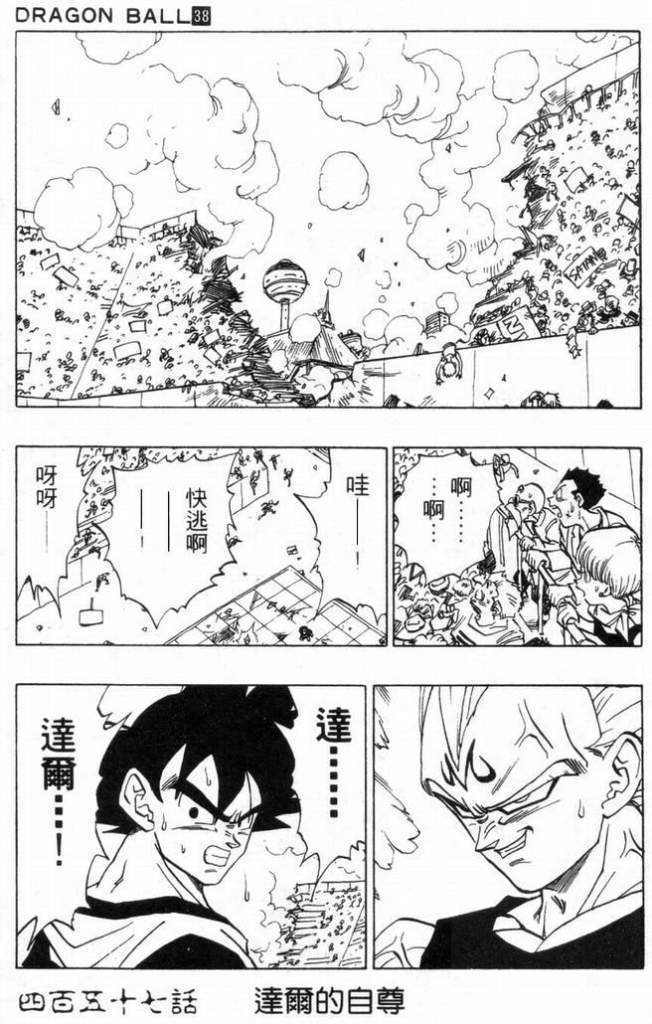 DRAGON BALL 38
SATAN
Z
啊……
…啊…
哇——！
快逃啊
——！
——！
呀呀……
達……
達爾…！
四百五十七話 達爾的自尊